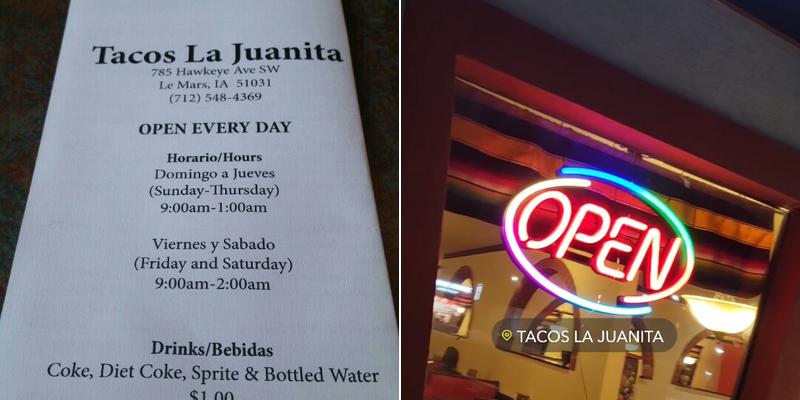 Tacos La Juanita
785 Hawkeye Ave SW
Le Mars, IA 51031
(712) 548-4369
OPEN EVERY DAY
Horario/Hours
Domingo a Jueves
(Sunday-Thursday)
9:00am-1:00am
Viernes y Sabado
(Friday and Saturday)
9:00am-2:00am
Drinks/Bebidas
Coke, Diet Coke, Sprite & Bottled Water
$1.00
OPEN
TACOS LA JUANITA